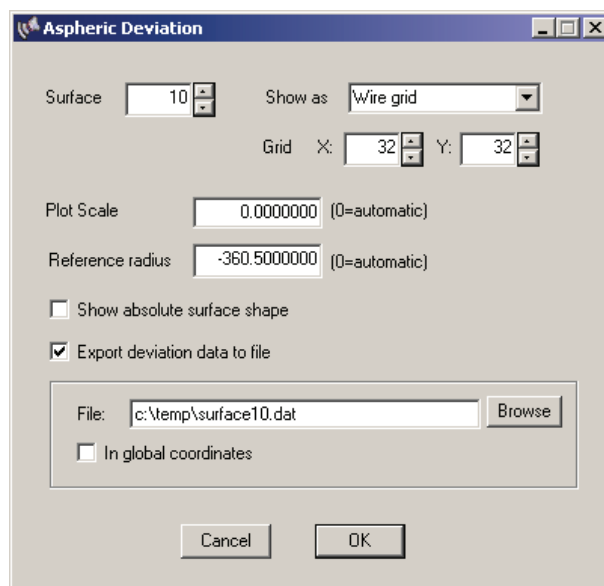 Aspheric Deviation
Surface 10 Show as Wire grid
Grid X: 32 Y: 32
Plot Scale 0.0000000 (0=automatic)
Reference radius -360.5000000 (0=automatic)
Show absolute surface shape
Export deviation data to file
File: c:\temp\surface10.dat Browse
In global coordinates
Cancel OK